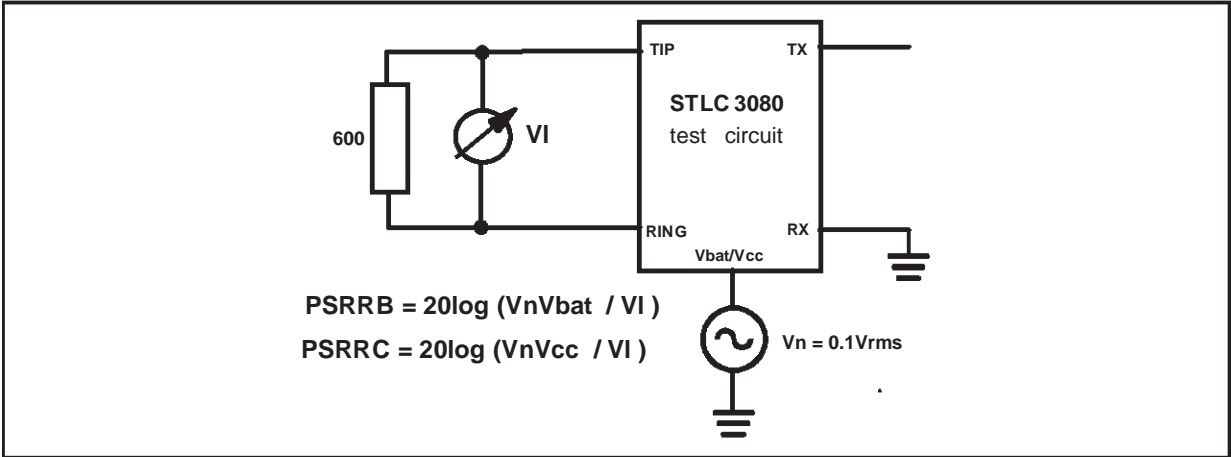 TIP
TX
STLC 3080
test circuit
600
VI
RING
RX
Vbat/Vcc
PSRRB = 20log (VnVbat / VI )
PSRRC = 20log (VnVcc / VI )
Vn = 0.1Vrms